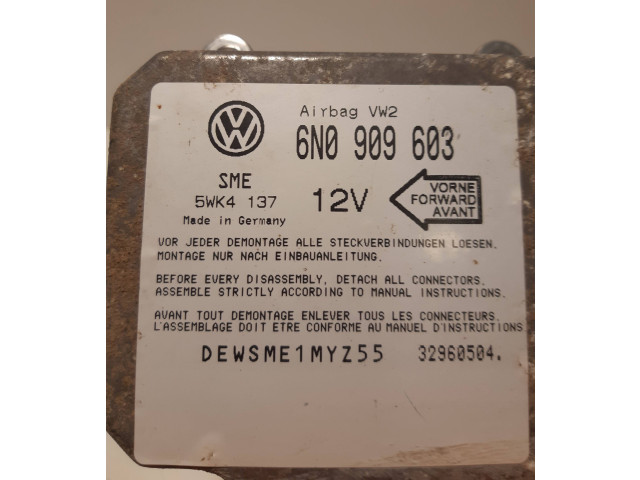 Airbag VW2
6N0 909 603
SME
5WK4 137
12V
Made in Germany
VORNE
FORWARD
AVANT
VOR JEDER DEMONTAGE ALLE STECKVERBINDUNGEN LOESEN.
MONTAGE NUR NACH EINBAUANLEITUNG.
BEFORE EVERY DISASSEMBLY, DETACH ALL CONNECTORS.
ASSEMBLE STRICTLY ACCORDING TO MANUAL INSTRUCTIONS.
AVANT TOUT DEMONTAGE ENLEVER TOUS LES CONNECTEURS.
L'ASSEMBLAGE DOIT ETRE CONFORME AU MANUEL D'INSTRUCTIONS
DEWSME1MYZ55 32960504.